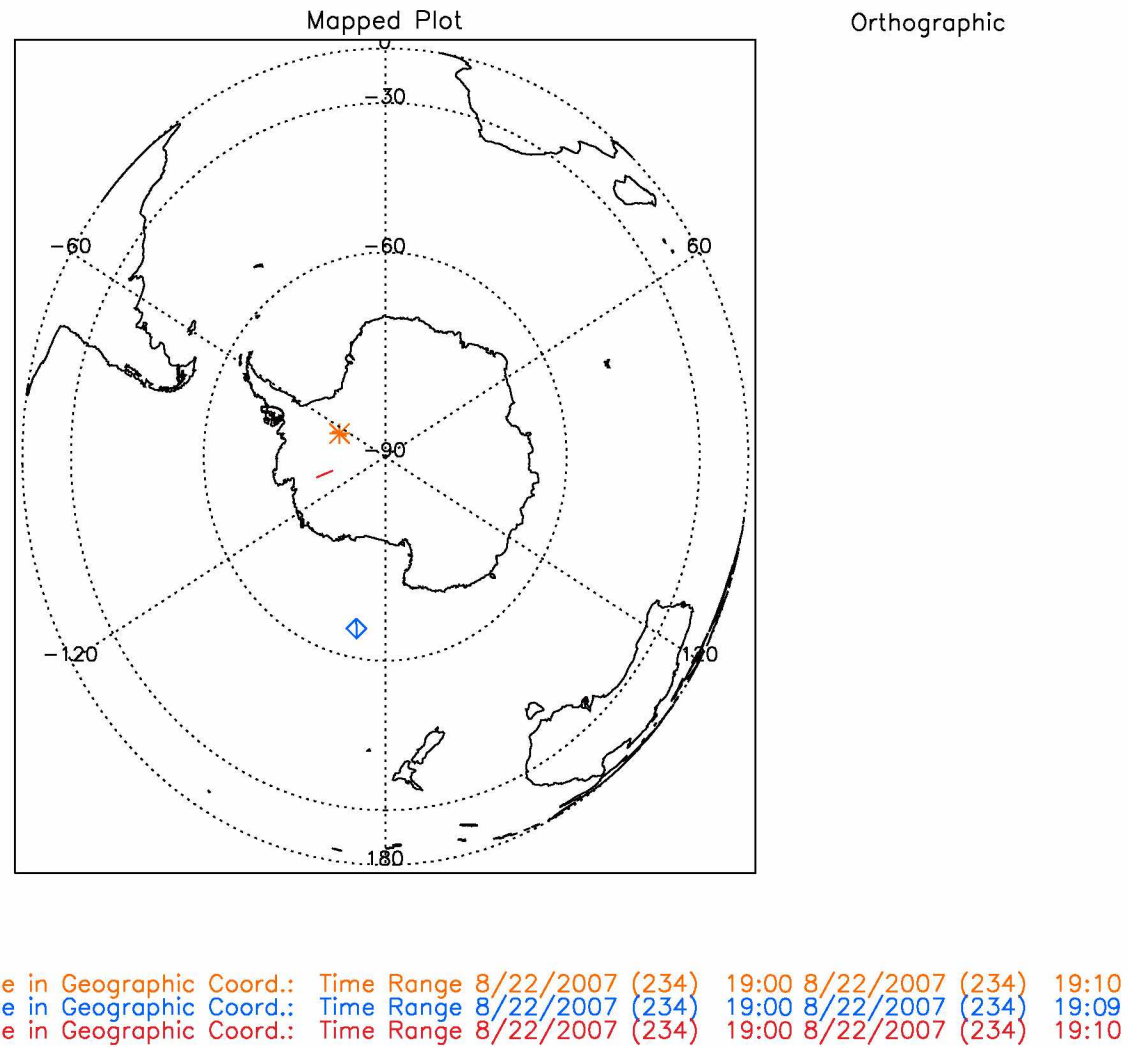 Mapped Plot
Orthographic
0
-30
-60
-60
60
-90
-120
120
180
e in Geographic Coord.: Time Range 8/22/2007 (234) 19:00 8/22/2007 (234) 19:10
e in Geographic Coord.: Time Range 8/22/2007 (234) 19:00 8/22/2007 (234) 19:09
e in Geographic Coord.: Time Range 8/22/2007 (234) 19:00 8/22/2007 (234) 19:10